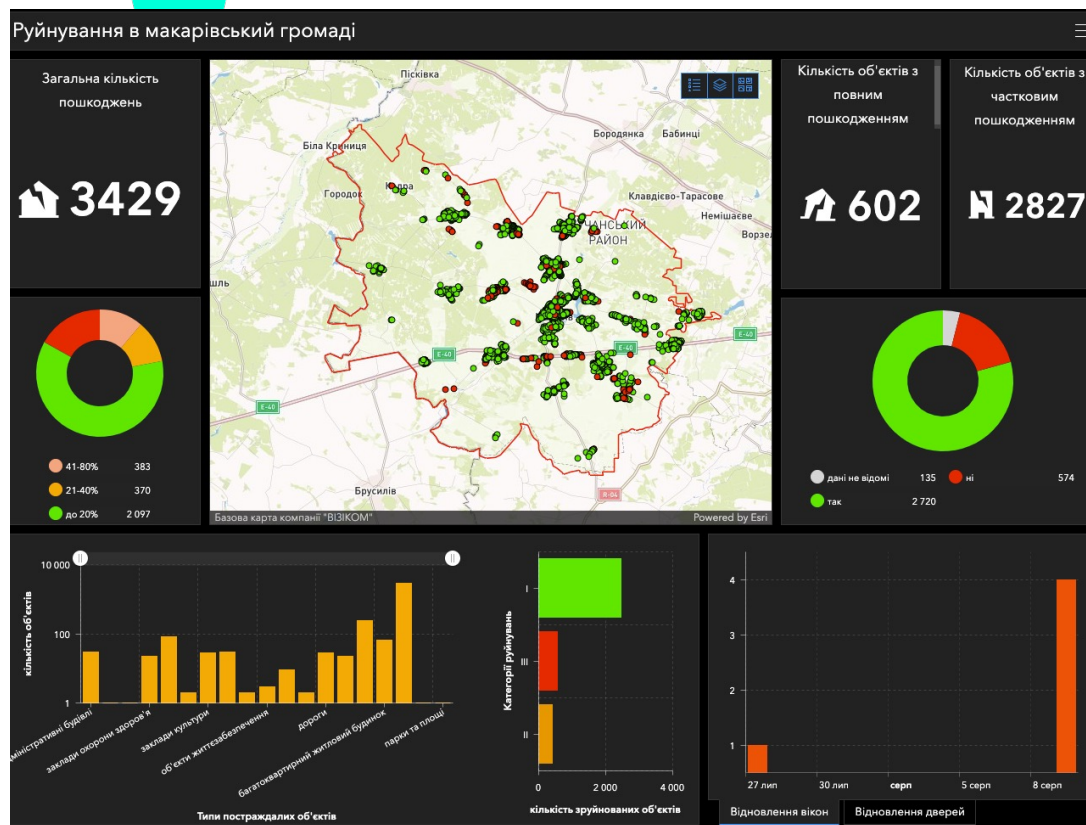 Руйнування в макарівський громаді
Загальна кількість
пошкоджень
3429
Кількість об'єктів з
повним
пошкодженням
602
Кількість об'єктів з
частковим
пошкодженням
2827
Пісківка
Біла Криниця
Бородянка
Бабинці
Городок
Клавдієво-Тарасове
Немішаєве
РАЙОН
E-40
E-40
E-40
E-40
Брусилів
Базова карта компанії "ВІЗІКОМ"
Powered by Esri
41-80% 383
21-40% 370
до 20% 2 097
дані не відомі 135
ні 574
так 2 720
кількість об'єктів
10 000
100
1
міністративні будівлі
заклади охорони здоров'я
заклади культури
об'єкти життєзабезпечення
дороги
багатоквартирний житловий будинок
парки та площі
Типи постраждалих об'єктів
Категорії руйнувань
I
III
II
0
2 000
4 000
кількість зруйнованих об'єктів
4
3
2
1
27 лип
30 лип
серп
5 серп
8 серп
Відновлення вікон
Відновлення дверей